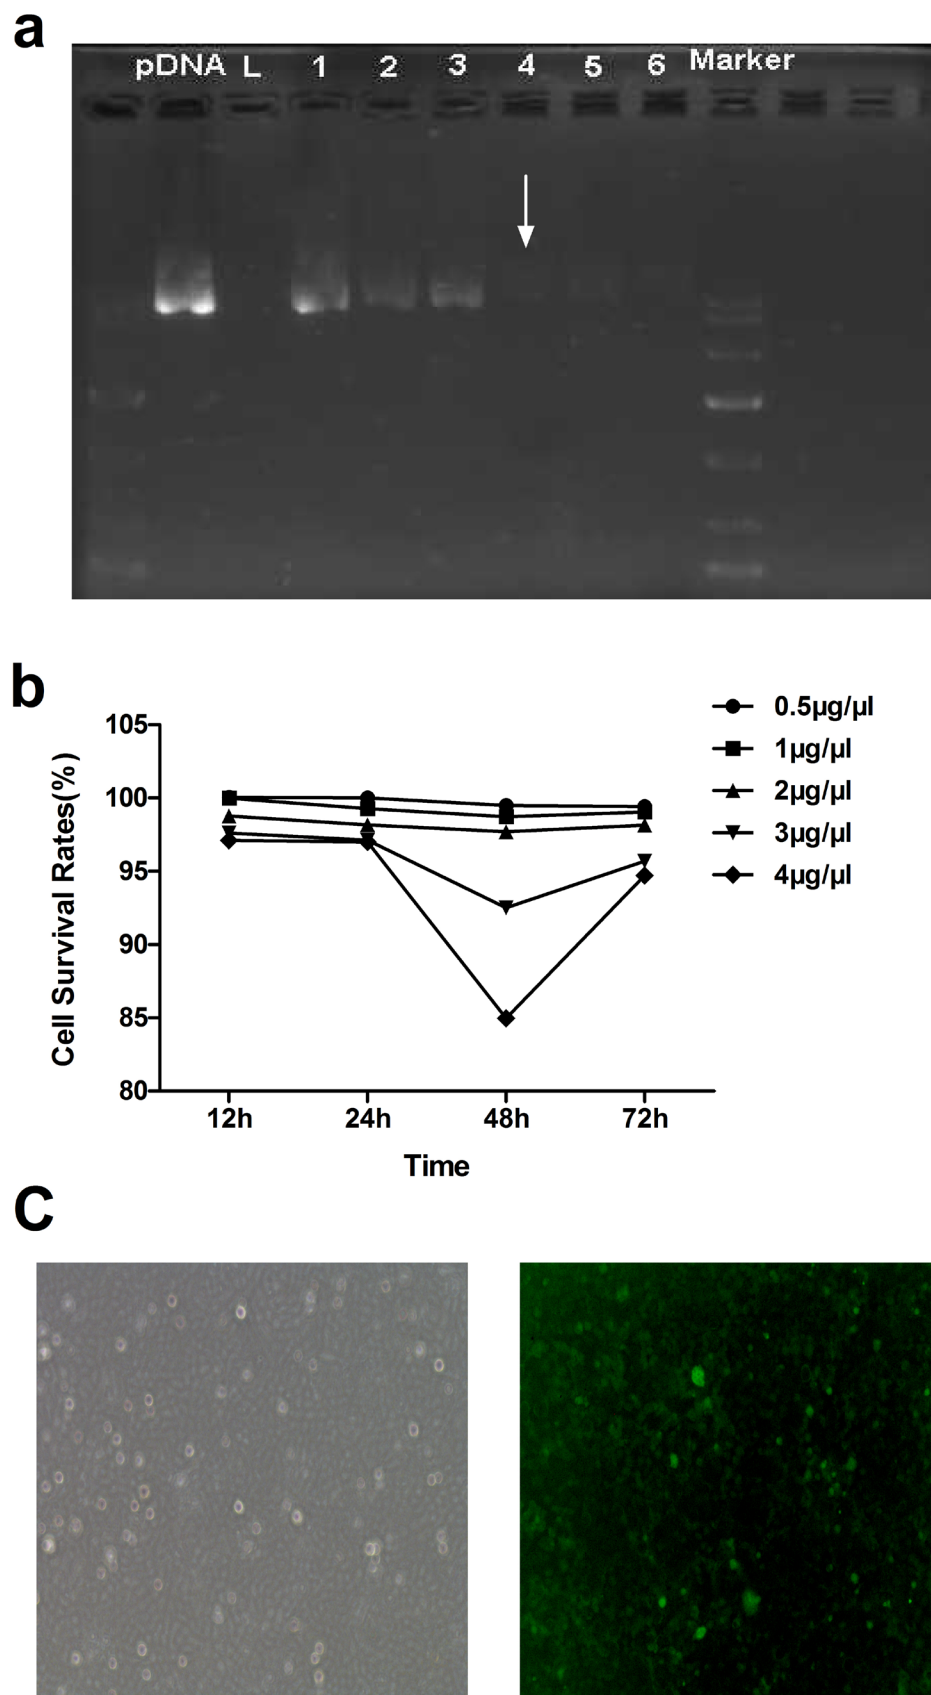 a
pDNA L 1 2 3 4 5 6 Marker
b
105
100
95
90
85
80
Cell Survival Rates(%)
12h 24h 48h 72h
Time
0.5µg/µl
1µg/µl
2µg/µl
3µg/µl
4µg/µl
C